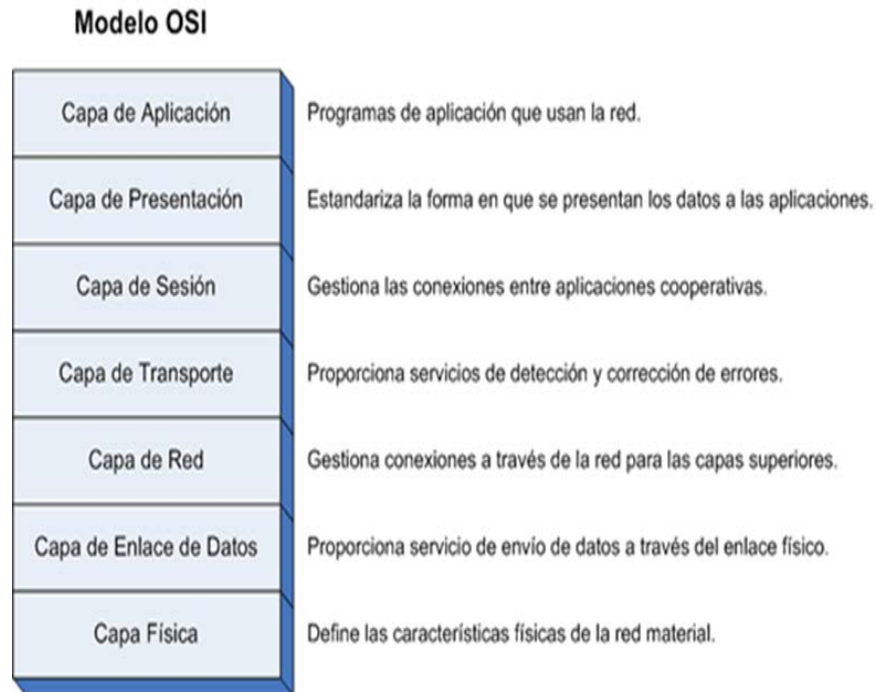 Modelo OSI
Capa de Aplicación
Programas de aplicación que usan la red.
Capa de Presentación
Estandariza la forma en que se presentan los datos a las aplicaciones.
Capa de Sesión
Gestiona las conexiones entre aplicaciones cooperativas.
Capa de Transporte
Proporciona servicios de detección y corrección de errores.
Capa de Red
Gestiona conexiones a través de la red para las capas superiores.
Capa de Enlace de Datos
Proporciona servicio de envío de datos a través del enlace físico.
Capa Física
Define las características físicas de la red material.